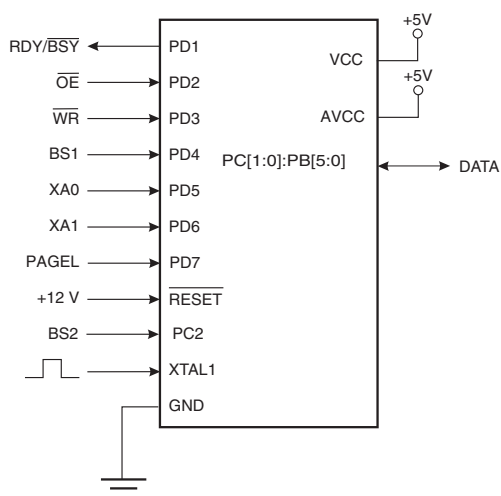 RDY/BSY PD1
OE PD2
WR PD3
BS1 PD4
XA0 PD5
XA1 PD6
PAGEL PD7
+12 V RESET
BS2 PC2
XTAL1
GND
+5V
VCC
+5V
AVCC
PC[1:0]:PB[5:0] DATA